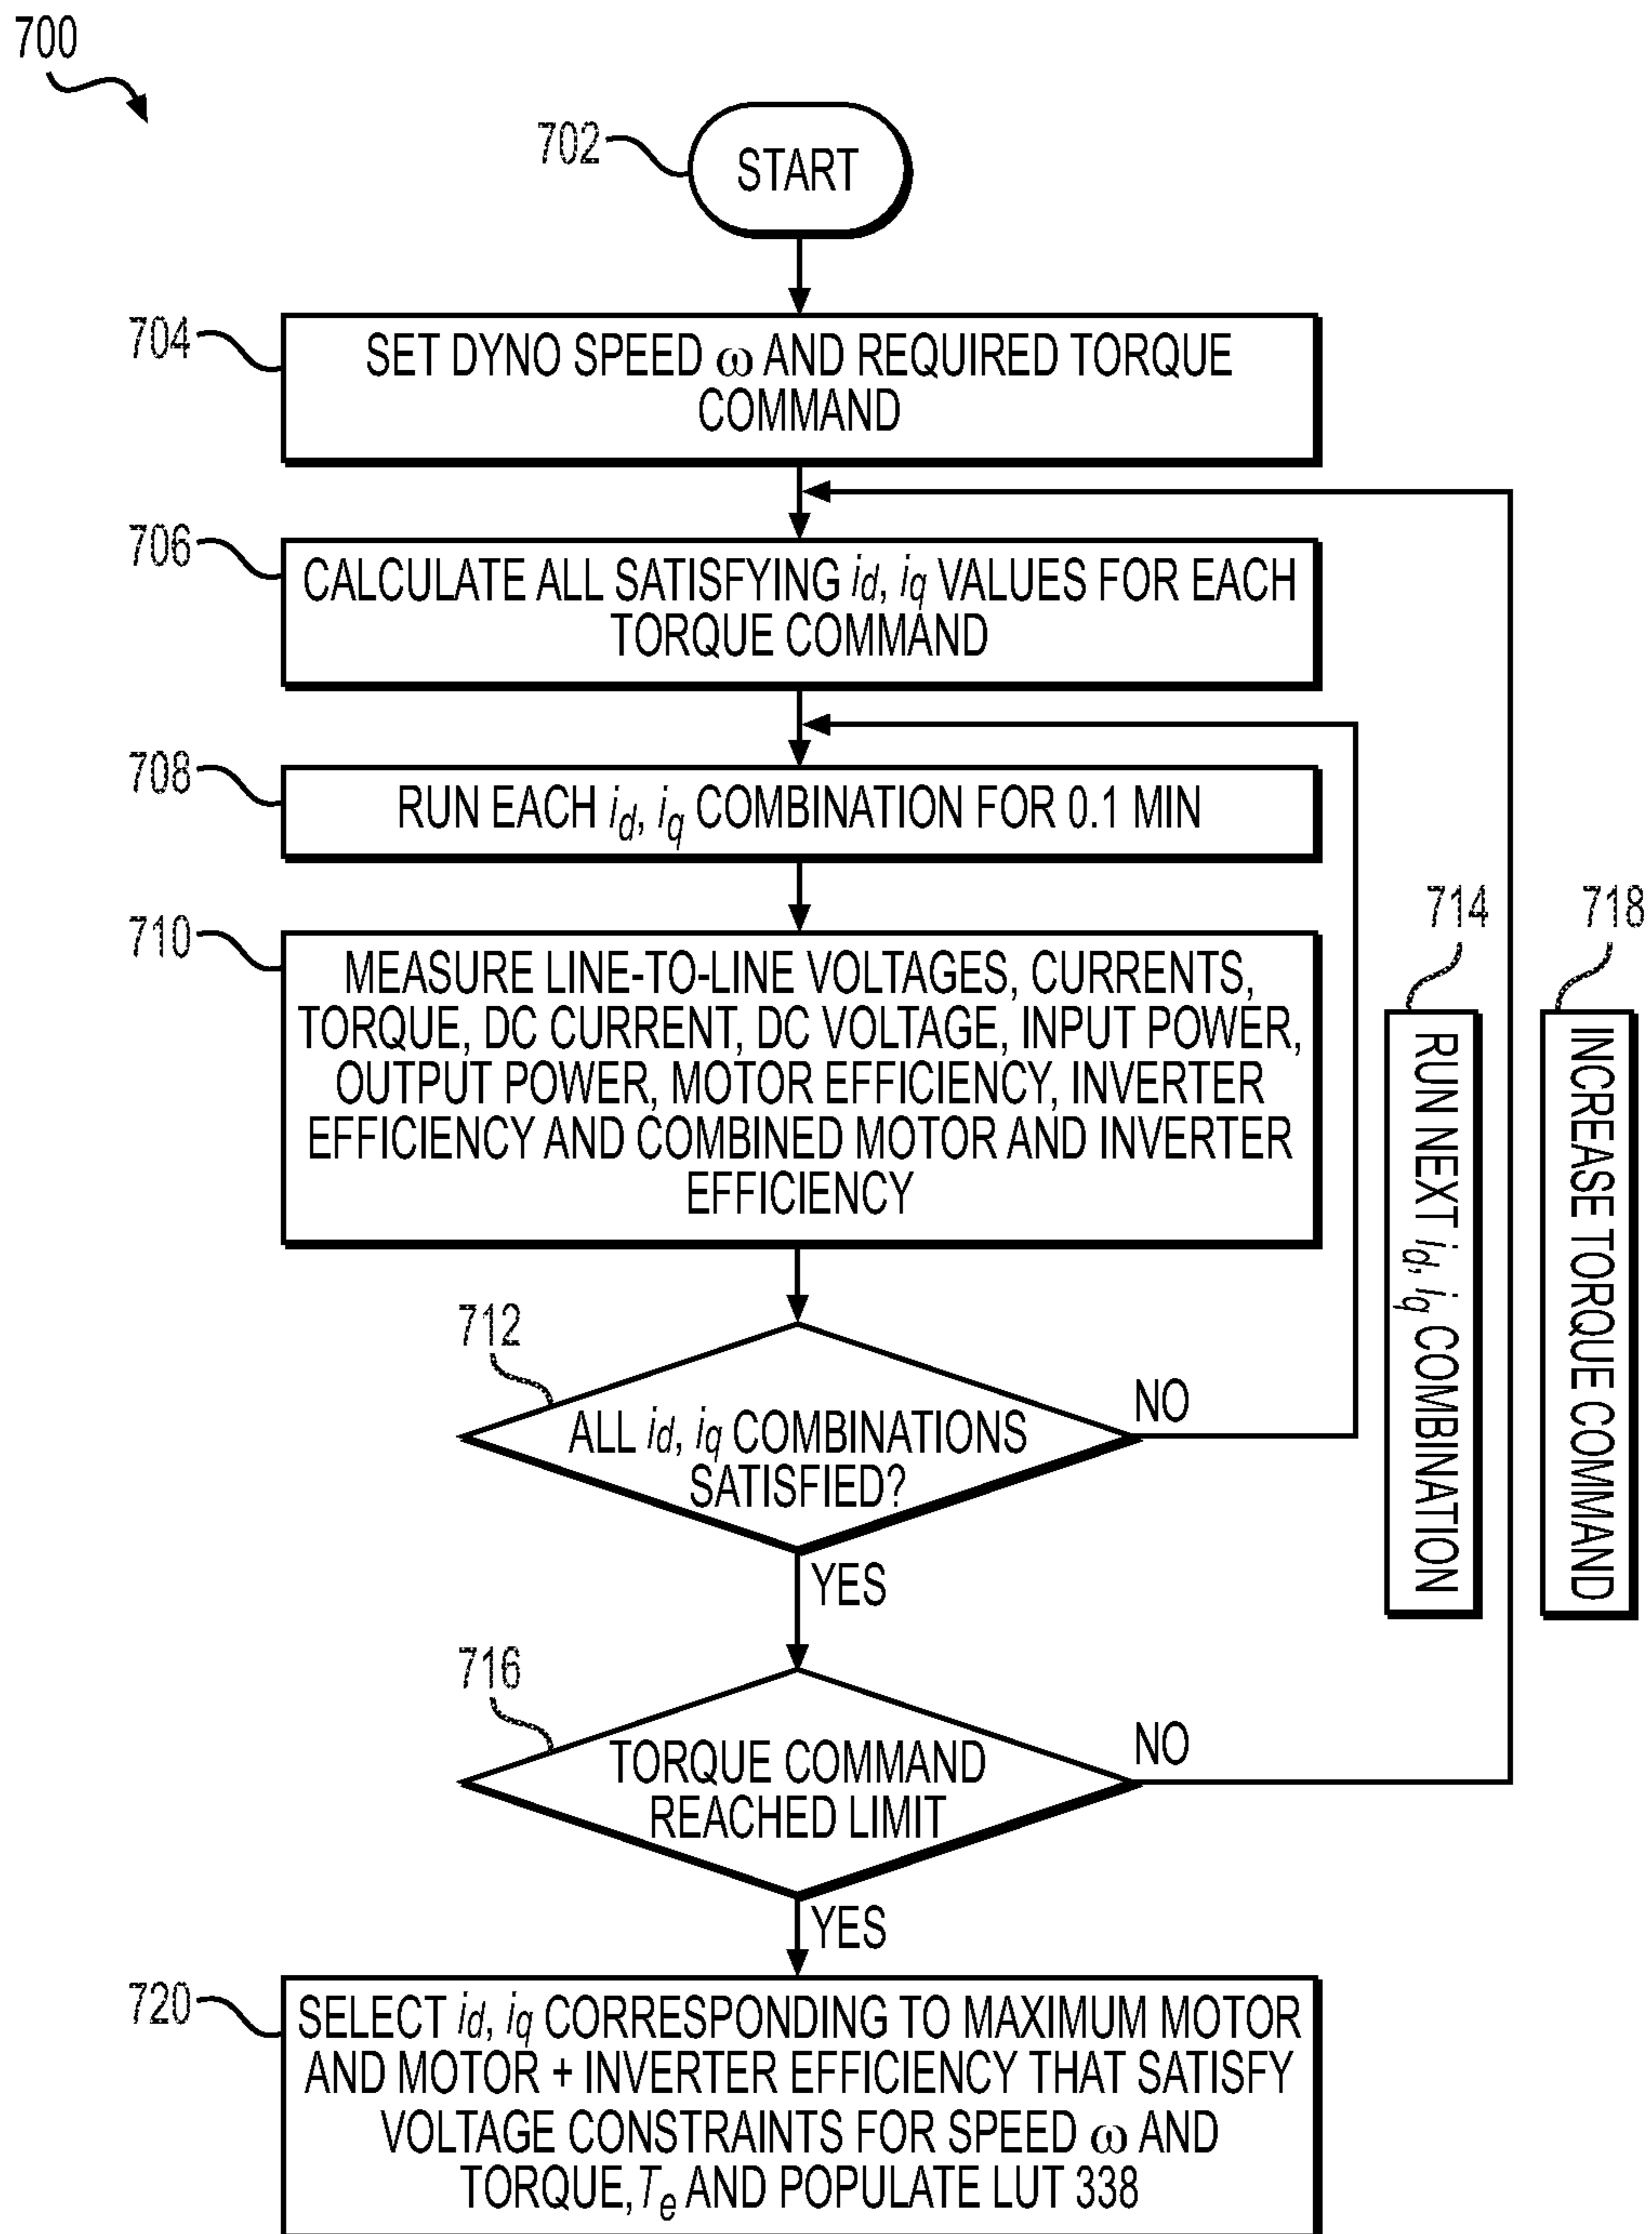 700
702
START
704
SET DYNO SPEED ω AND REQUIRED TORQUE
COMMAND
706
CALCULATE ALL SATISFYING id, iq VALUES FOR EACH
TORQUE COMMAND
708
RUN EACH id, iq COMBINATION FOR 0.1 MIN
710
MEASURE LINE-TO-LINE VOLTAGES, CURRENTS,
TORQUE, DC CURRENT, DC VOLTAGE, INPUT POWER,
OUTPUT POWER, MOTOR EFFICIENCY, INVERTER
EFFICIENCY AND COMBINED MOTOR AND INVERTER
EFFICIENCY
712
ALL id, iq COMBINATIONS
SATISFIED?
NO
YES
714
RUN NEXT id, iq COMBINATION
716
TORQUE COMMAND
REACHED LIMIT
NO
YES
718
INCREASE TORQUE COMMAND
720
SELECT id, iq CORRESPONDING TO MAXIMUM MOTOR
AND MOTOR + INVERTER EFFICIENCY THAT SATISFY
VOLTAGE CONSTRAINTS FOR SPEED ω AND
TORQUE, Te AND POPULATE LUT 338